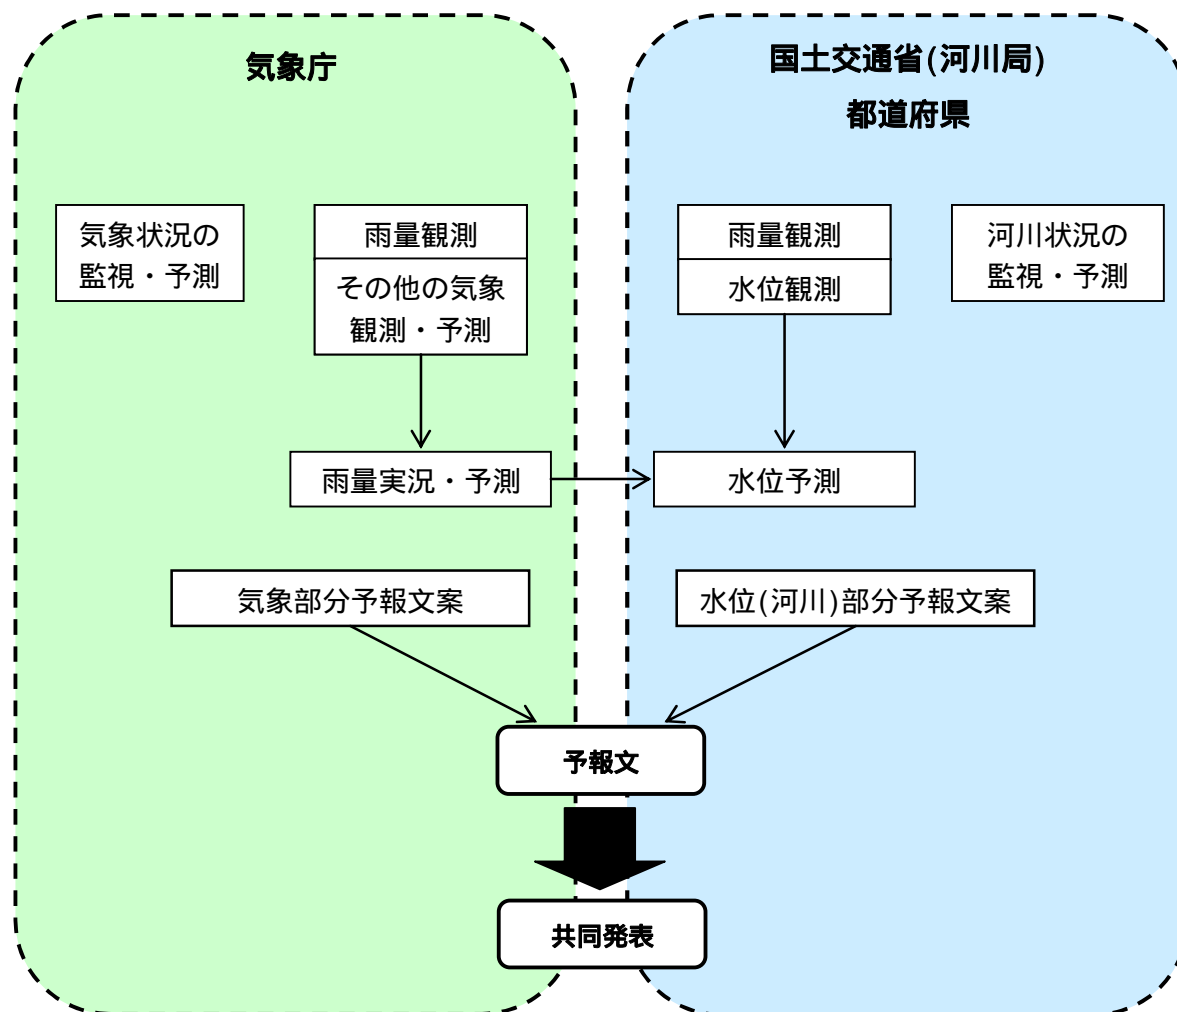 気象庁
国土交通省(河川局)
都道府県
気象状況の
監視・予測
雨量観測
その他の気象
観測・予測
雨量観測
水位観測
河川状況の
監視・予測
雨量実況・予測
水位予測
気象部分予報文案
水位(河川)部分予報文案
予報文
共同発表